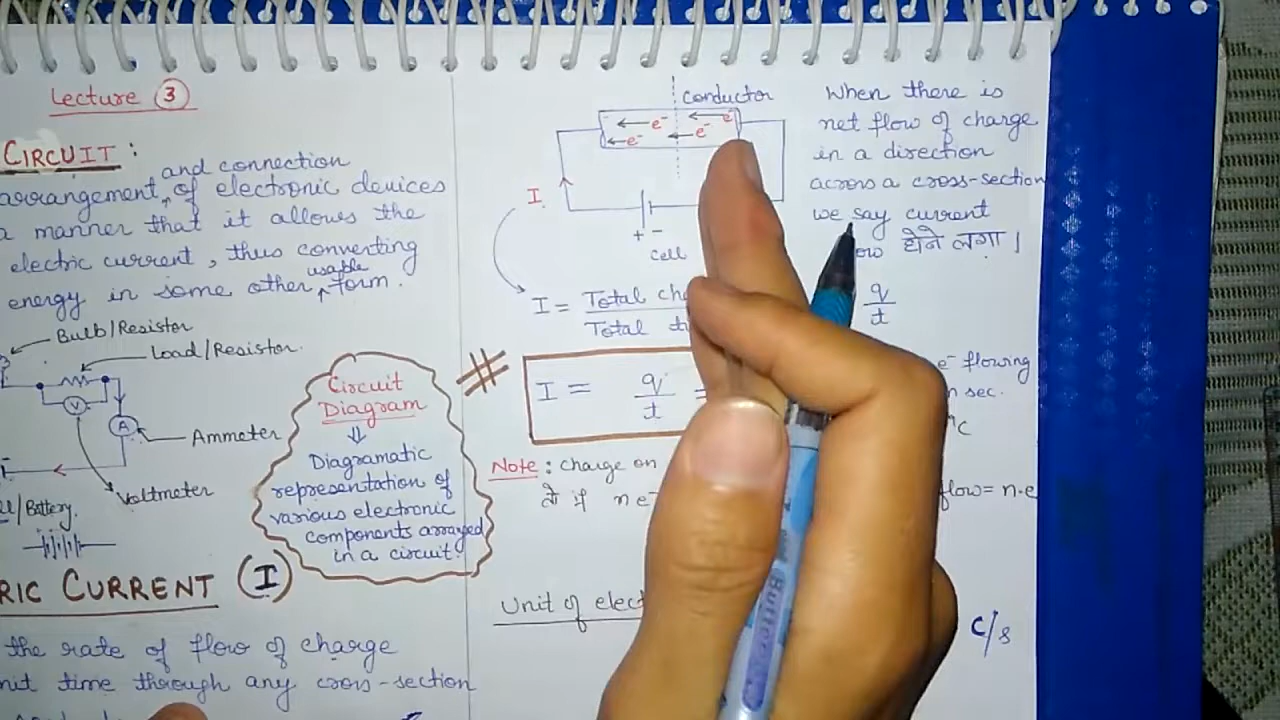 Lecture 3
CIRCUIT :
and connection
arrangement, of electronic devices
a manner that it allows the
electric current, thus converting
usable
energy in some other form.
Bulb/Resistor
Load/Resistor.
V
A
Ammeter
Voltmeter
/Battery.
Circuit
Diagram
Diagramatic
representation of
various electronic
components arrayed
in a circuit.
CURRENT (I)
the rate of flow of charge
time through any cross-section
conductor
e⁻ e⁻
e⁻ e⁻
I
+ -
cell
When there is
net flow of charge
in a direction
across a cross-section
we say current
होने लगा।
I = Total
Total
q/t
I = q/t =
e⁻ flowing
sec.
Note: charge on
तो if n e⁻
flow = n·e
Unit of
C/s